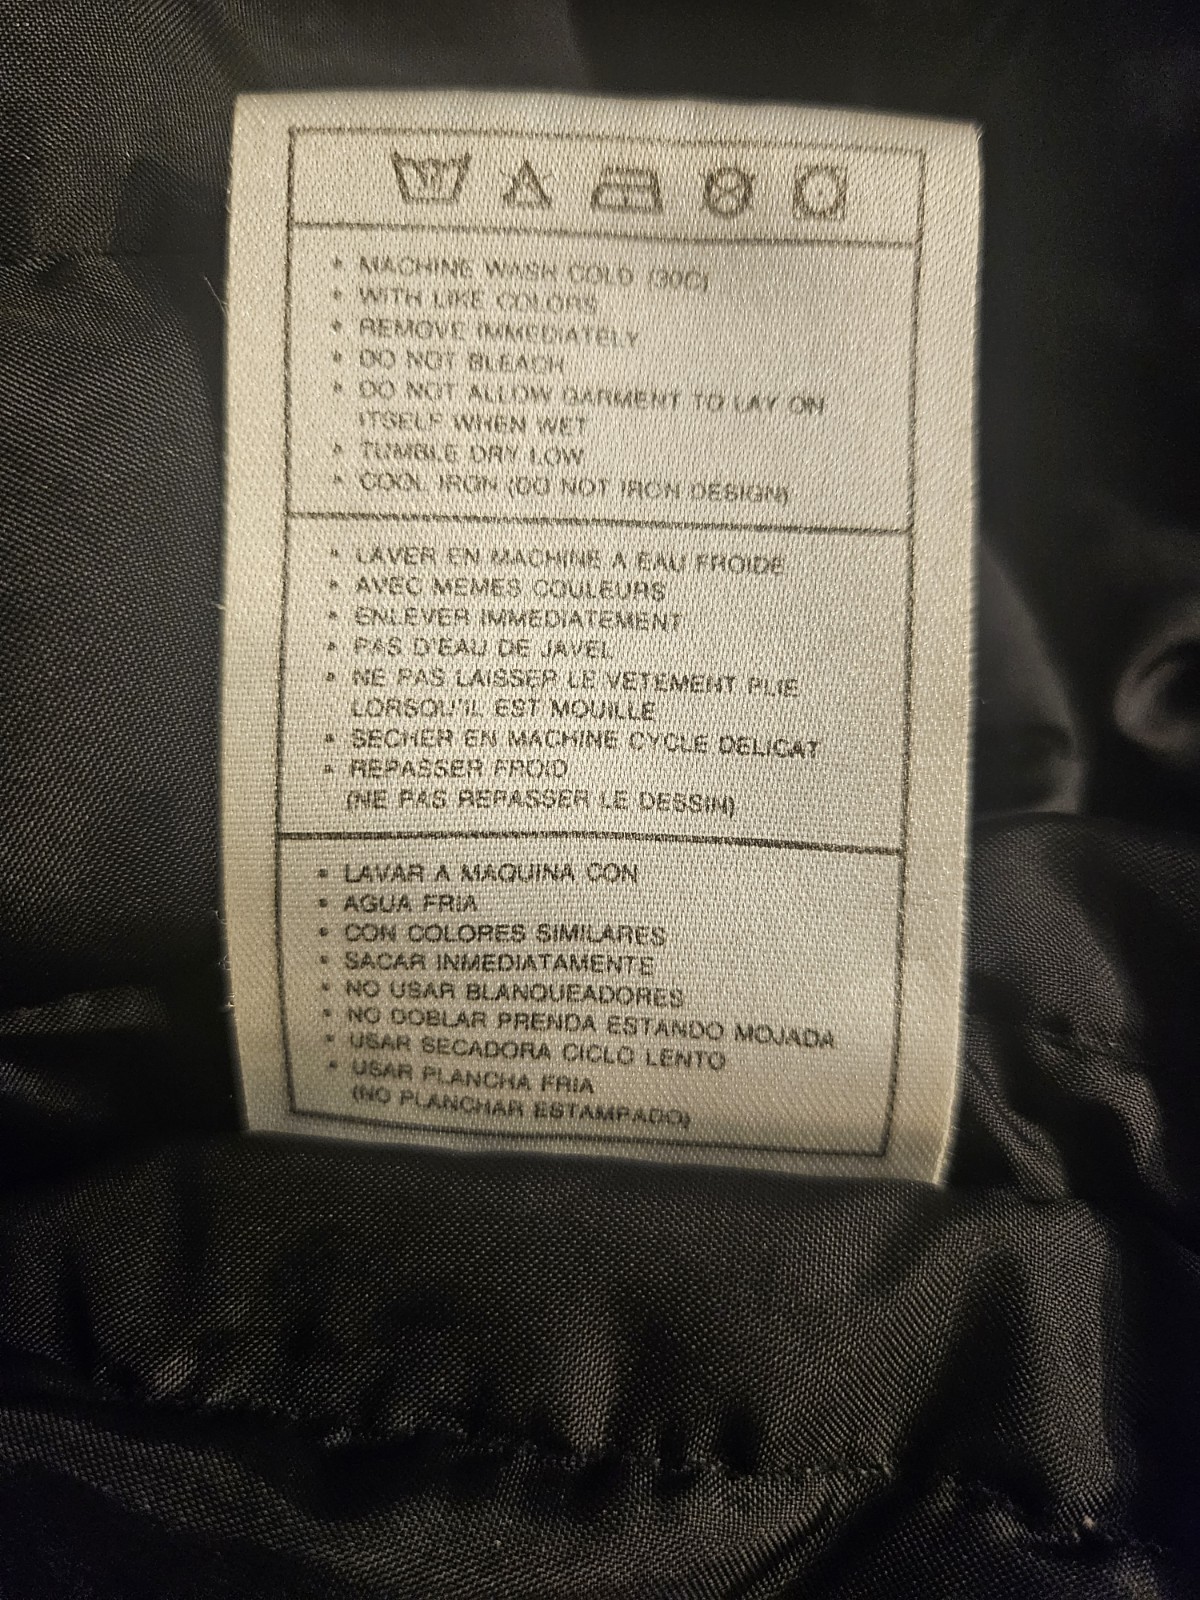 • MACHINE WASH COLD (30C)
• WITH LIKE COLORS
• REMOVE IMMEDIATELY
• DO NOT BLEACH
• DO NOT ALLOW GARMENT TO LAY ON
ITSELF WHEN WET
• TUMBLE DRY LOW
• COOL IRON (DO NOT IRON DESIGN)
• LAVER EN MACHINE A EAU FROIDE
• AVEC MEMES COULEURS
• ENLEVER IMMEDIATEMENT
• PAS D'EAU DE JAVEL
• NE PAS LAISSER LE VETEMENT PLIE
LORSQU'IL EST MOUILLE
• SECHER EN MACHINE CYCLE DELICAT
• REPASSER FROID
(NE PAS REPASSER LE DESSIN)
• LAVAR A MAQUINA CON
• AGUA FRIA
• CON COLORES SIMILARES
• SACAR INMEDIATAMENTE
• NO USAR BLANQUEADORES
• NO DOBLAR PRENDA ESTANDO MOJADA
• USAR SECADORA CICLO LENTO
• USAR PLANCHA FRIA
(NO PLANCHAR ESTAMPADO)